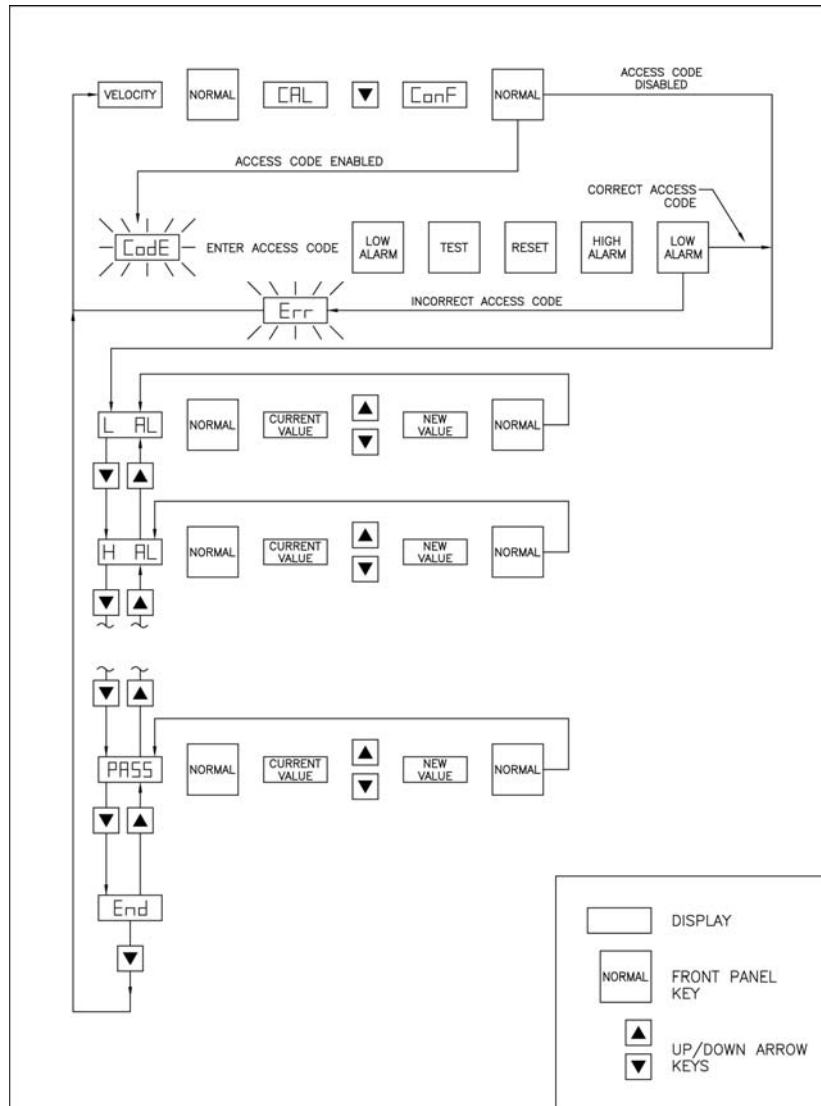 ACCESS CODE
DISABLED
VELOCITY
NORMAL
CAL
ConF
NORMAL
ACCESS CODE ENABLED
CORRECT ACCESS
CODE
CodE
ENTER ACCESS CODE
LOW
ALARM
TEST
RESET
HIGH
ALARM
LOW
ALARM
INCORRECT ACCESS CODE
Err
L AL
NORMAL
CURRENT
VALUE
NEW
VALUE
NORMAL
H AL
NORMAL
CURRENT
VALUE
NEW
VALUE
NORMAL
PASS
NORMAL
CURRENT
VALUE
NEW
VALUE
NORMAL
End
DISPLAY
NORMAL
FRONT PANEL
KEY
UP/DOWN ARROW
KEYS